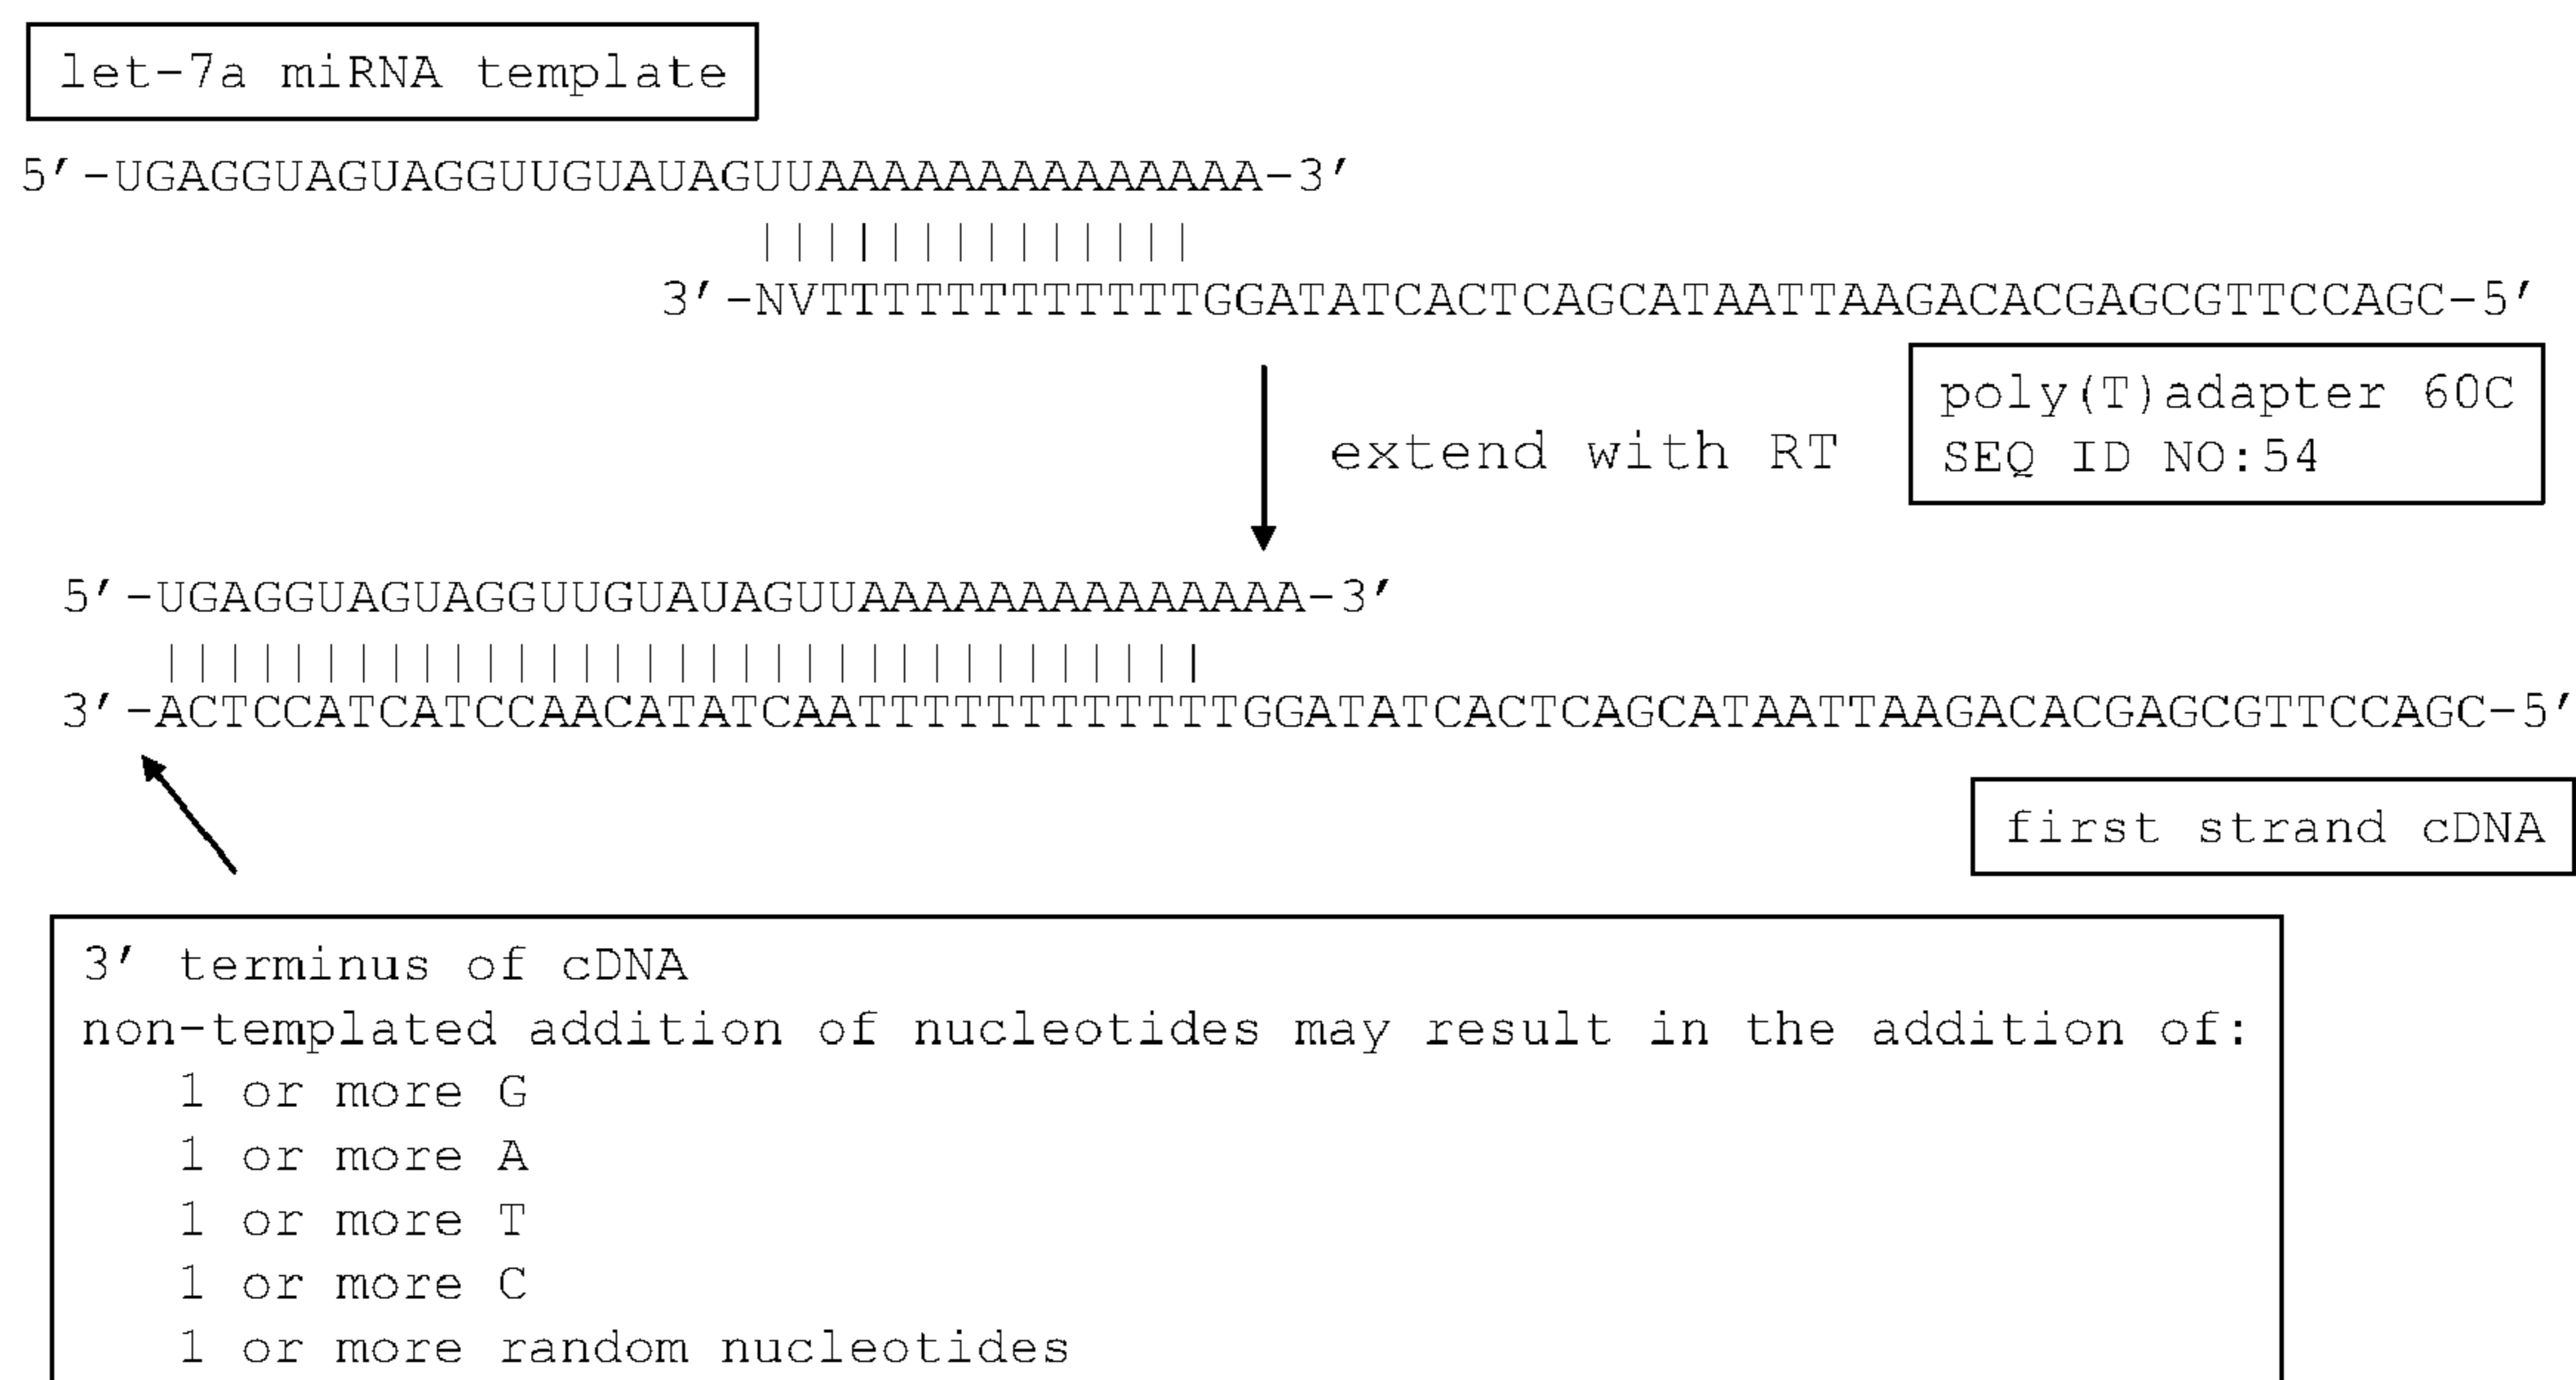 let-7a miRNA template
5′-UGAGGUAGUAGGUUGUAUAGUUAAAAAAAAAAAAAA-3′
3′-NVTTTTTTTTTTTTGGATATCACTCAGCATAATTAAGACACGAGCGTTCCAGC-5′
poly(T)adapter 60C
SEQ ID NO:54
extend with RT
5′-UGAGGUAGUAGGUUGUAUAGUUAAAAAAAAAAAAAA-3′
3′-ACTCCATCATCCAACATATCAATTTTTTTTTTTTGGATATCACTCAGCATAATTAAGACACGAGCGTTCCAGC-5′
first strand cDNA
3′ terminus of cDNA
non-templated addition of nucleotides may result in the addition of:
1 or more G
1 or more A
1 or more T
1 or more C
1 or more random nucleotides